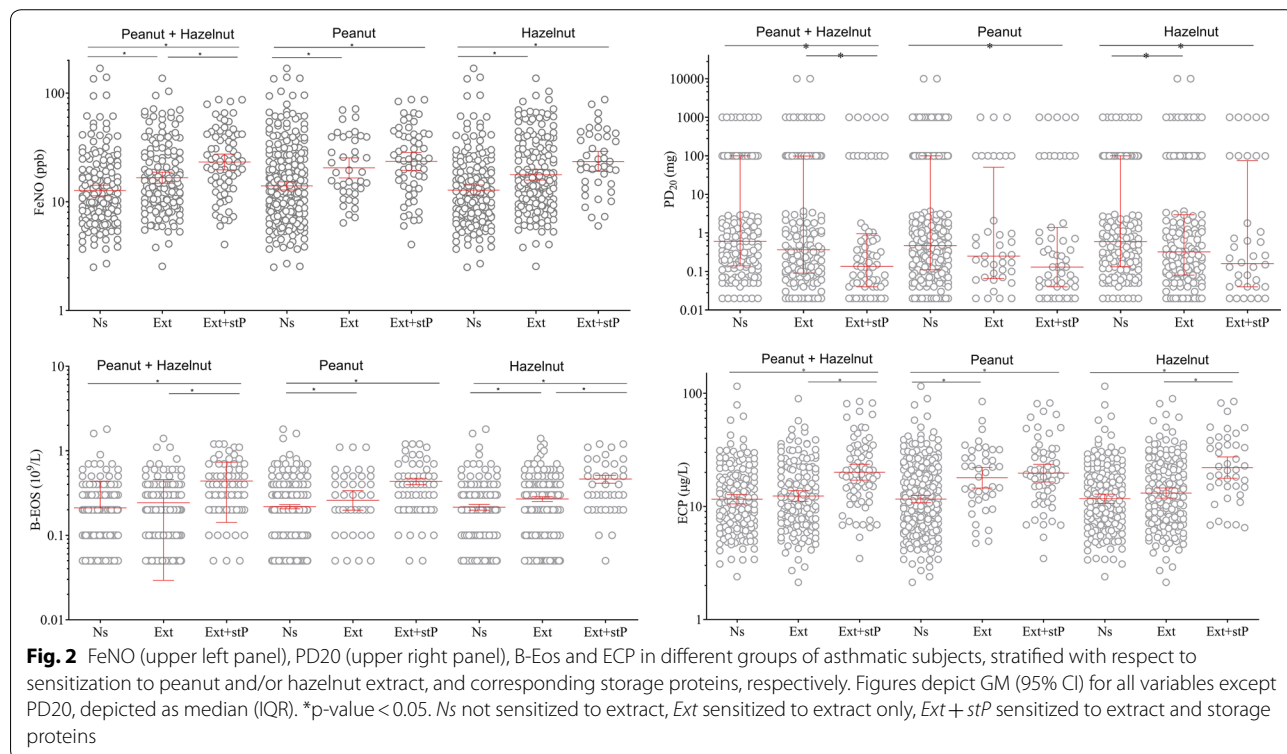 Peanut + Hazelnut Peanut Hazelnut
* * *
* * * *
100
10
1
FeNO (ppb)
Ns Ext Ext+stP Ns Ext Ext+stP Ns Ext Ext+stP
Peanut + Hazelnut Peanut Hazelnut
* * *
* *
10000
1000
100
10
1
0.1
0.01
PD20 (mg)
Ns Ext Ext+stP Ns Ext Ext+stP Ns Ext Ext+stP
Peanut + Hazelnut Peanut Hazelnut
* * *
* * * *
10
1
0.1
0.01
B-EOS (10⁹/L)
Ns Ext Ext+stP Ns Ext Ext+stP Ns Ext Ext+stP
Peanut + Hazelnut Peanut Hazelnut
* * *
* * *
100
10
1
ECP (µg/L)
Ns Ext Ext+stP Ns Ext Ext+stP Ns Ext Ext+stP
Fig. 2 FeNO (upper left panel), PD20 (upper right panel), B-Eos and ECP in different groups of asthmatic subjects, stratified with respect to
sensitization to peanut and/or hazelnut extract, and corresponding storage proteins, respectively. Figures depict GM (95% CI) for all variables except
PD20, depicted as median (IQR). *p-value < 0.05. Ns not sensitized to extract, Ext sensitized to extract only, Ext + stP sensitized to extract and storage
proteins